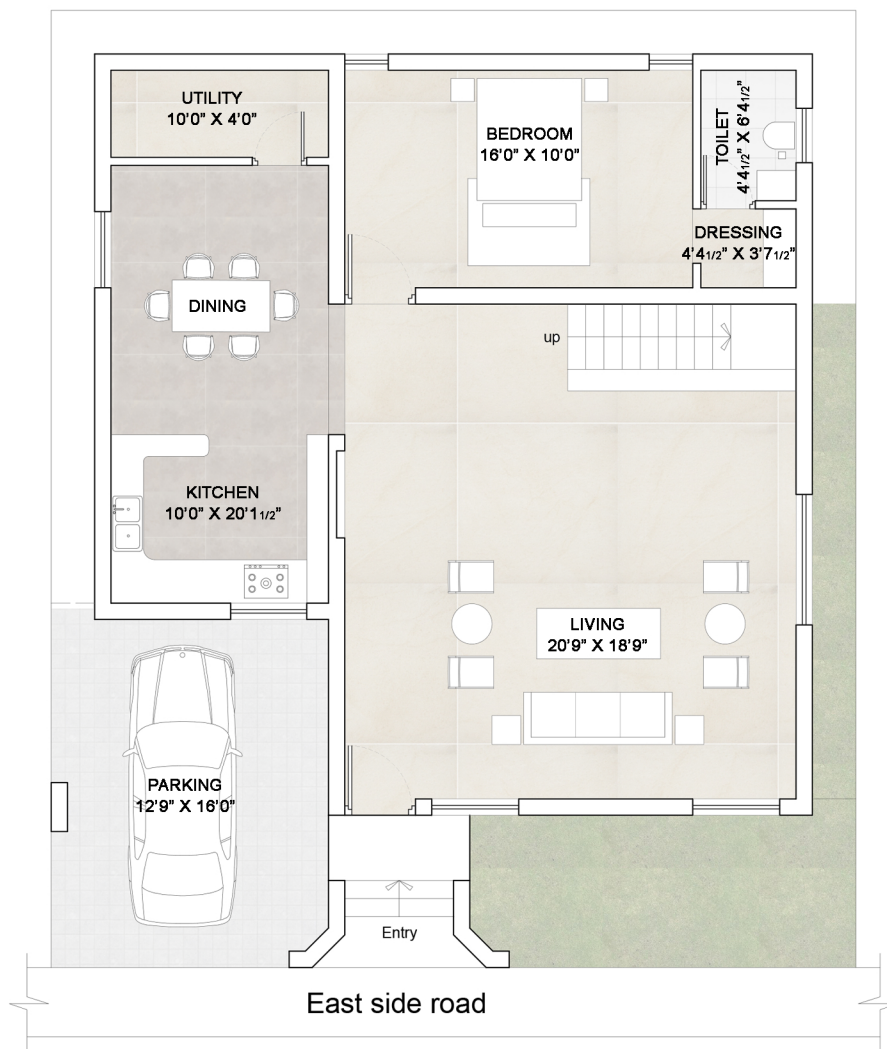 UTILITY
10'0" X 4'0"
BEDROOM
16'0" X 10'0"
TOILET
4'4 1/2" X 6'4 1/2"
DRESSING
4'4 1/2" X 3'7 1/2"
DINING
up
KITCHEN
10'0" X 20'1 1/2"
LIVING
20'9" X 18'9"
PARKING
12'9" X 16'0"
Entry
East side road